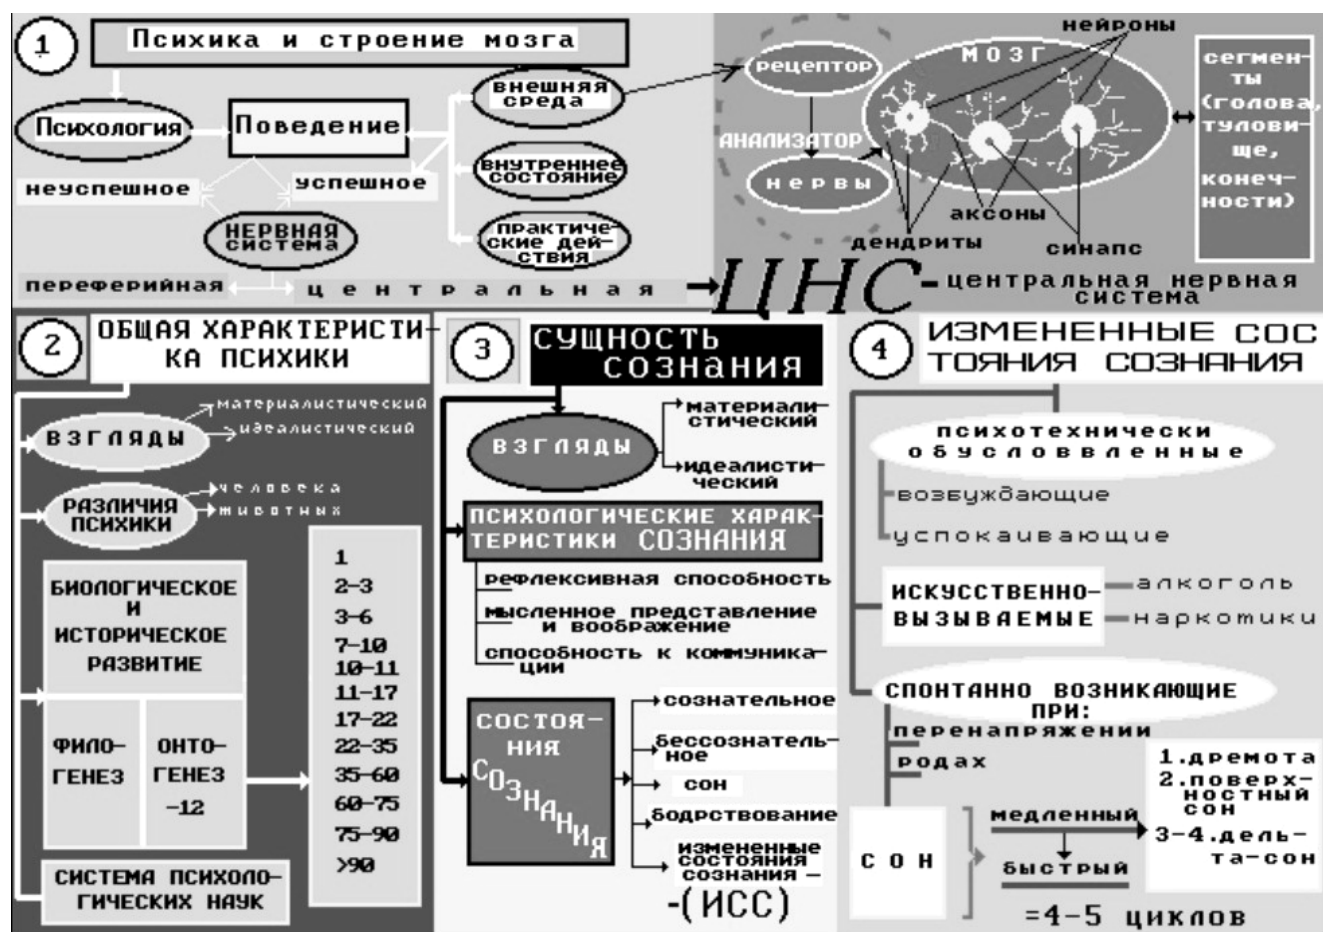 1
Психика и строение мозга
Психология
Поведение
неуспешное
успешное
НЕРВНАЯ
система
внешняя
среда
внутреннее
состояние
практиче-
ские дей-
ствия
переферийная
центральная
рецептор
АНАЛИЗАТОР
нервы
нейроны
МОЗГ
аксоны
дендриты
синапс
сегмен-
ты
(голова,
тулови-
ще,
конеч-
ности)
ЦНС-центральная нервная
система
2
ОБЩАЯ ХАРАКТЕРИСТИ-
КА ПСИХИКИ
ВЗГЛЯДЫ
материалистический
идеалистический
РАЗЛИЧИЯ
ПСИХИКИ
человека
животных
БИОЛОГИЧЕСКОЕ
И
ИСТОРИЧЕСКОЕ
РАЗВИТИЕ
ФИЛО-
ГЕНЕЗ
ОНТО-
ГЕНЕЗ
-12
1
2-3
3-6
7-10
10-11
11-17
17-22
22-35
35-60
60-75
75-90
>90
СИСТЕМА ПСИХОЛО-
ГИЧЕСКИХ НАУК
3
СУЩНОСТЬ
СОЗНАНИЯ
ВЗГЛЯДЫ
материали-
стический
идеалисти-
ческий
ПСИХОЛОГИЧЕСКИЕ ХАРАК-
ТЕРИСТИКИ СОЗНАНИЯ
рефлексивная способность
мысленное представление
и воображение
способность к коммуника-
ции
СОСТОЯ-
НИЯ
СОЗНАНИЯ
сознательное
бессознатель-
ное
сон
бодрствование
измененные
состояния
сознания -
-(ИСС)
4
ИЗМЕНЕННЫЕ СОС
ТОЯНИЯ СОЗНАНИЯ
психотехнически
обусловвленные
возбуждающие
успокаивающие
ИСКУССТВЕННО-
ВЫЗЫВАЕМЫЕ
алкоголь
наркотики
СПОНТАННО ВОЗНИКАЮЩИЕ
ПРИ:
перенапряжении
родах
СОН
медленный
быстрый
1.дремота
2.поверх-
ностный
сон
3-4.дель-
та-сон
=4-5 циклов